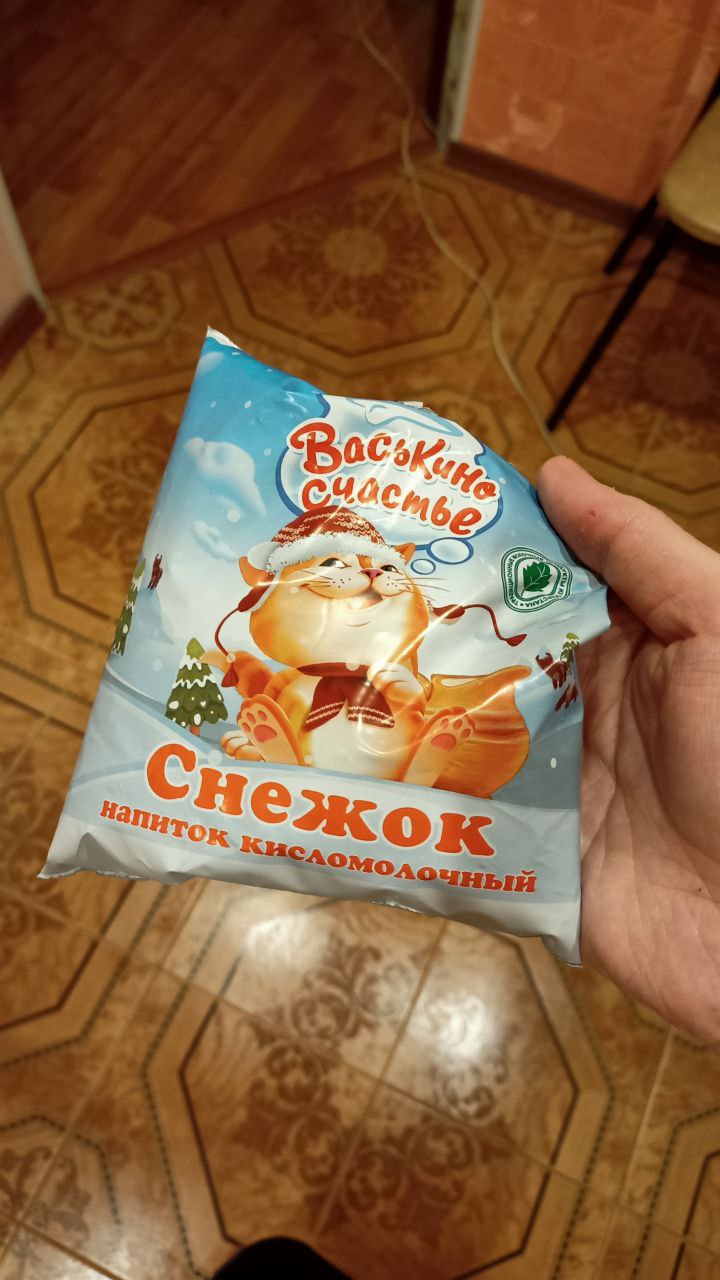 Васькино
счастье
Снежок
напиток кисломолочный